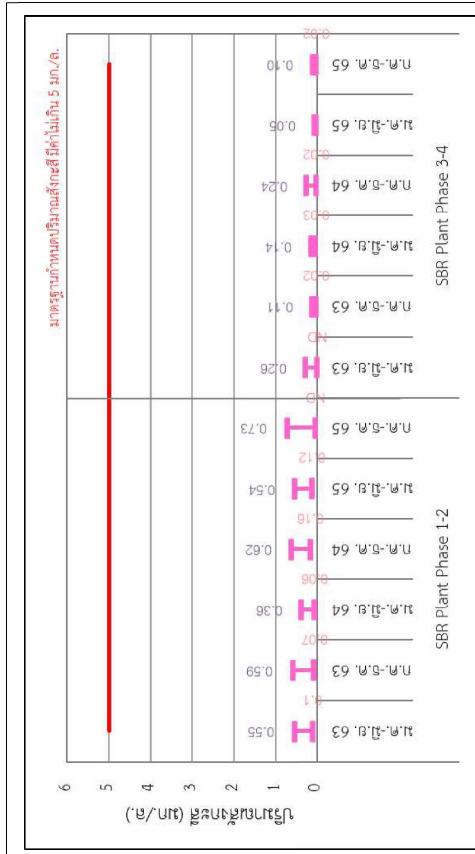 มาตรฐานกำหนดปริมาณสังกะสีมีค่าไม่เกิน 5 มก./ล.
ปริมาณสังกะสี (มก./ล.)
6
5
4
3
2
1
0
0.55
0.59
0.36
0.62
0.54
0.73
0.26
0.11
0.14
0.24
0.05
0.10
0.1
0.07
0.06
0.16
0.12
ND
ND
0.02
0.03
0.02
0.02
ม.ค.-มิ.ย. 63
ก.ค.-ธ.ค. 63
ม.ค.-มิ.ย. 64
ก.ค.-ธ.ค. 64
ม.ค.-มิ.ย. 65
ก.ค.-ธ.ค. 65
ม.ค.-มิ.ย. 63
ก.ค.-ธ.ค. 63
ม.ค.-มิ.ย. 64
ก.ค.-ธ.ค. 64
ม.ค.-มิ.ย. 65
ก.ค.-ธ.ค. 65
SBR Plant Phase 1-2
SBR Plant Phase 3-4